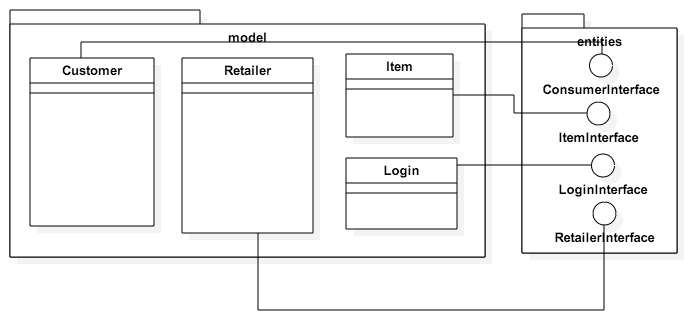 model
entities
Customer
Retailer
Item
Login
ConsumerInterface
ItemInterface
LoginInterface
RetailerInterface